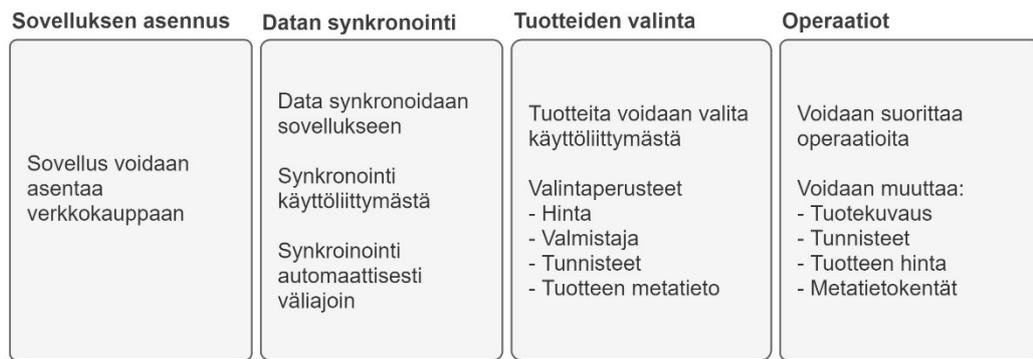 Sovelluksen asennus
Sovellus voidaan
asentaa
verkkokauppaan
Datan synkronointi
Data synkronoidaan
sovellukseen
Synkronointi
käyttöliittymästä
Synkroinointi
automaattisesti
väliajoin
Tuotteiden valinta
Tuotteita voidaan valita
käyttöliittymästä
Valintaperusteet
- Hinta
- Valmistaja
- Tunnisteet
- Tuotteen metatieto
Operaatiot
Voidaan suorittaa
operaatioita
Voidaan muuttaa:
- Tuotekuvaus
- Tunnisteet
- Tuotteen hinta
- Metatietokentät